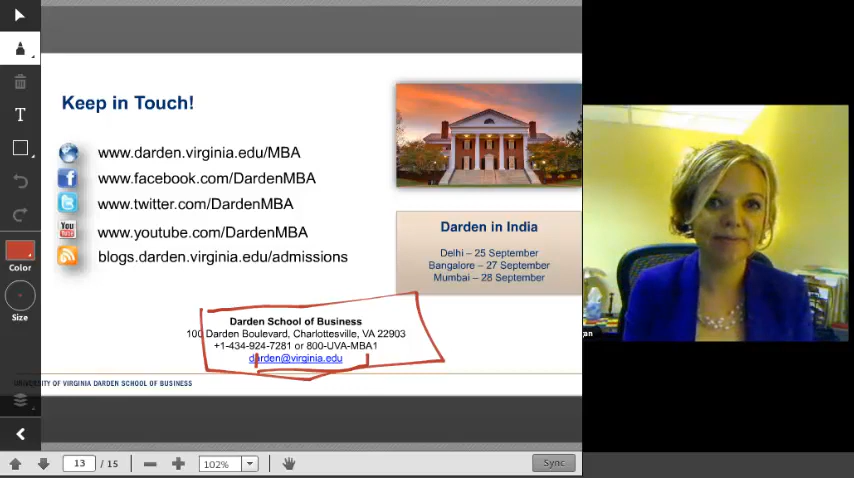 Keep in Touch!
www.darden.virginia.edu/MBA
www.facebook.com/DardenMBA
www.twitter.com/DardenMBA
You
www.youtube.com/DardenMBA
blogs.darden.virginia.edu/admissions
Darden in India
Delhi – 25 September
Bangalore – 27 September
Mumbai – 28 September
Darden School of Business
100 Darden Boulevard, Charlottesville, VA 22903
+1-434-924-7281 or 800-UVA-MBA1
darden@virginia.edu
UNIVERSITY OF VIRGINIA DARDEN SCHOOL OF BUSINESS
T
Color
Size
13 / 15
102%
Sync